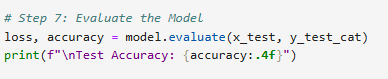 # Step 7: Evaluate the Model
loss, accuracy = model.evaluate(x_test, y_test_cat)
print(f"\nTest Accuracy: {accuracy:.4f}")